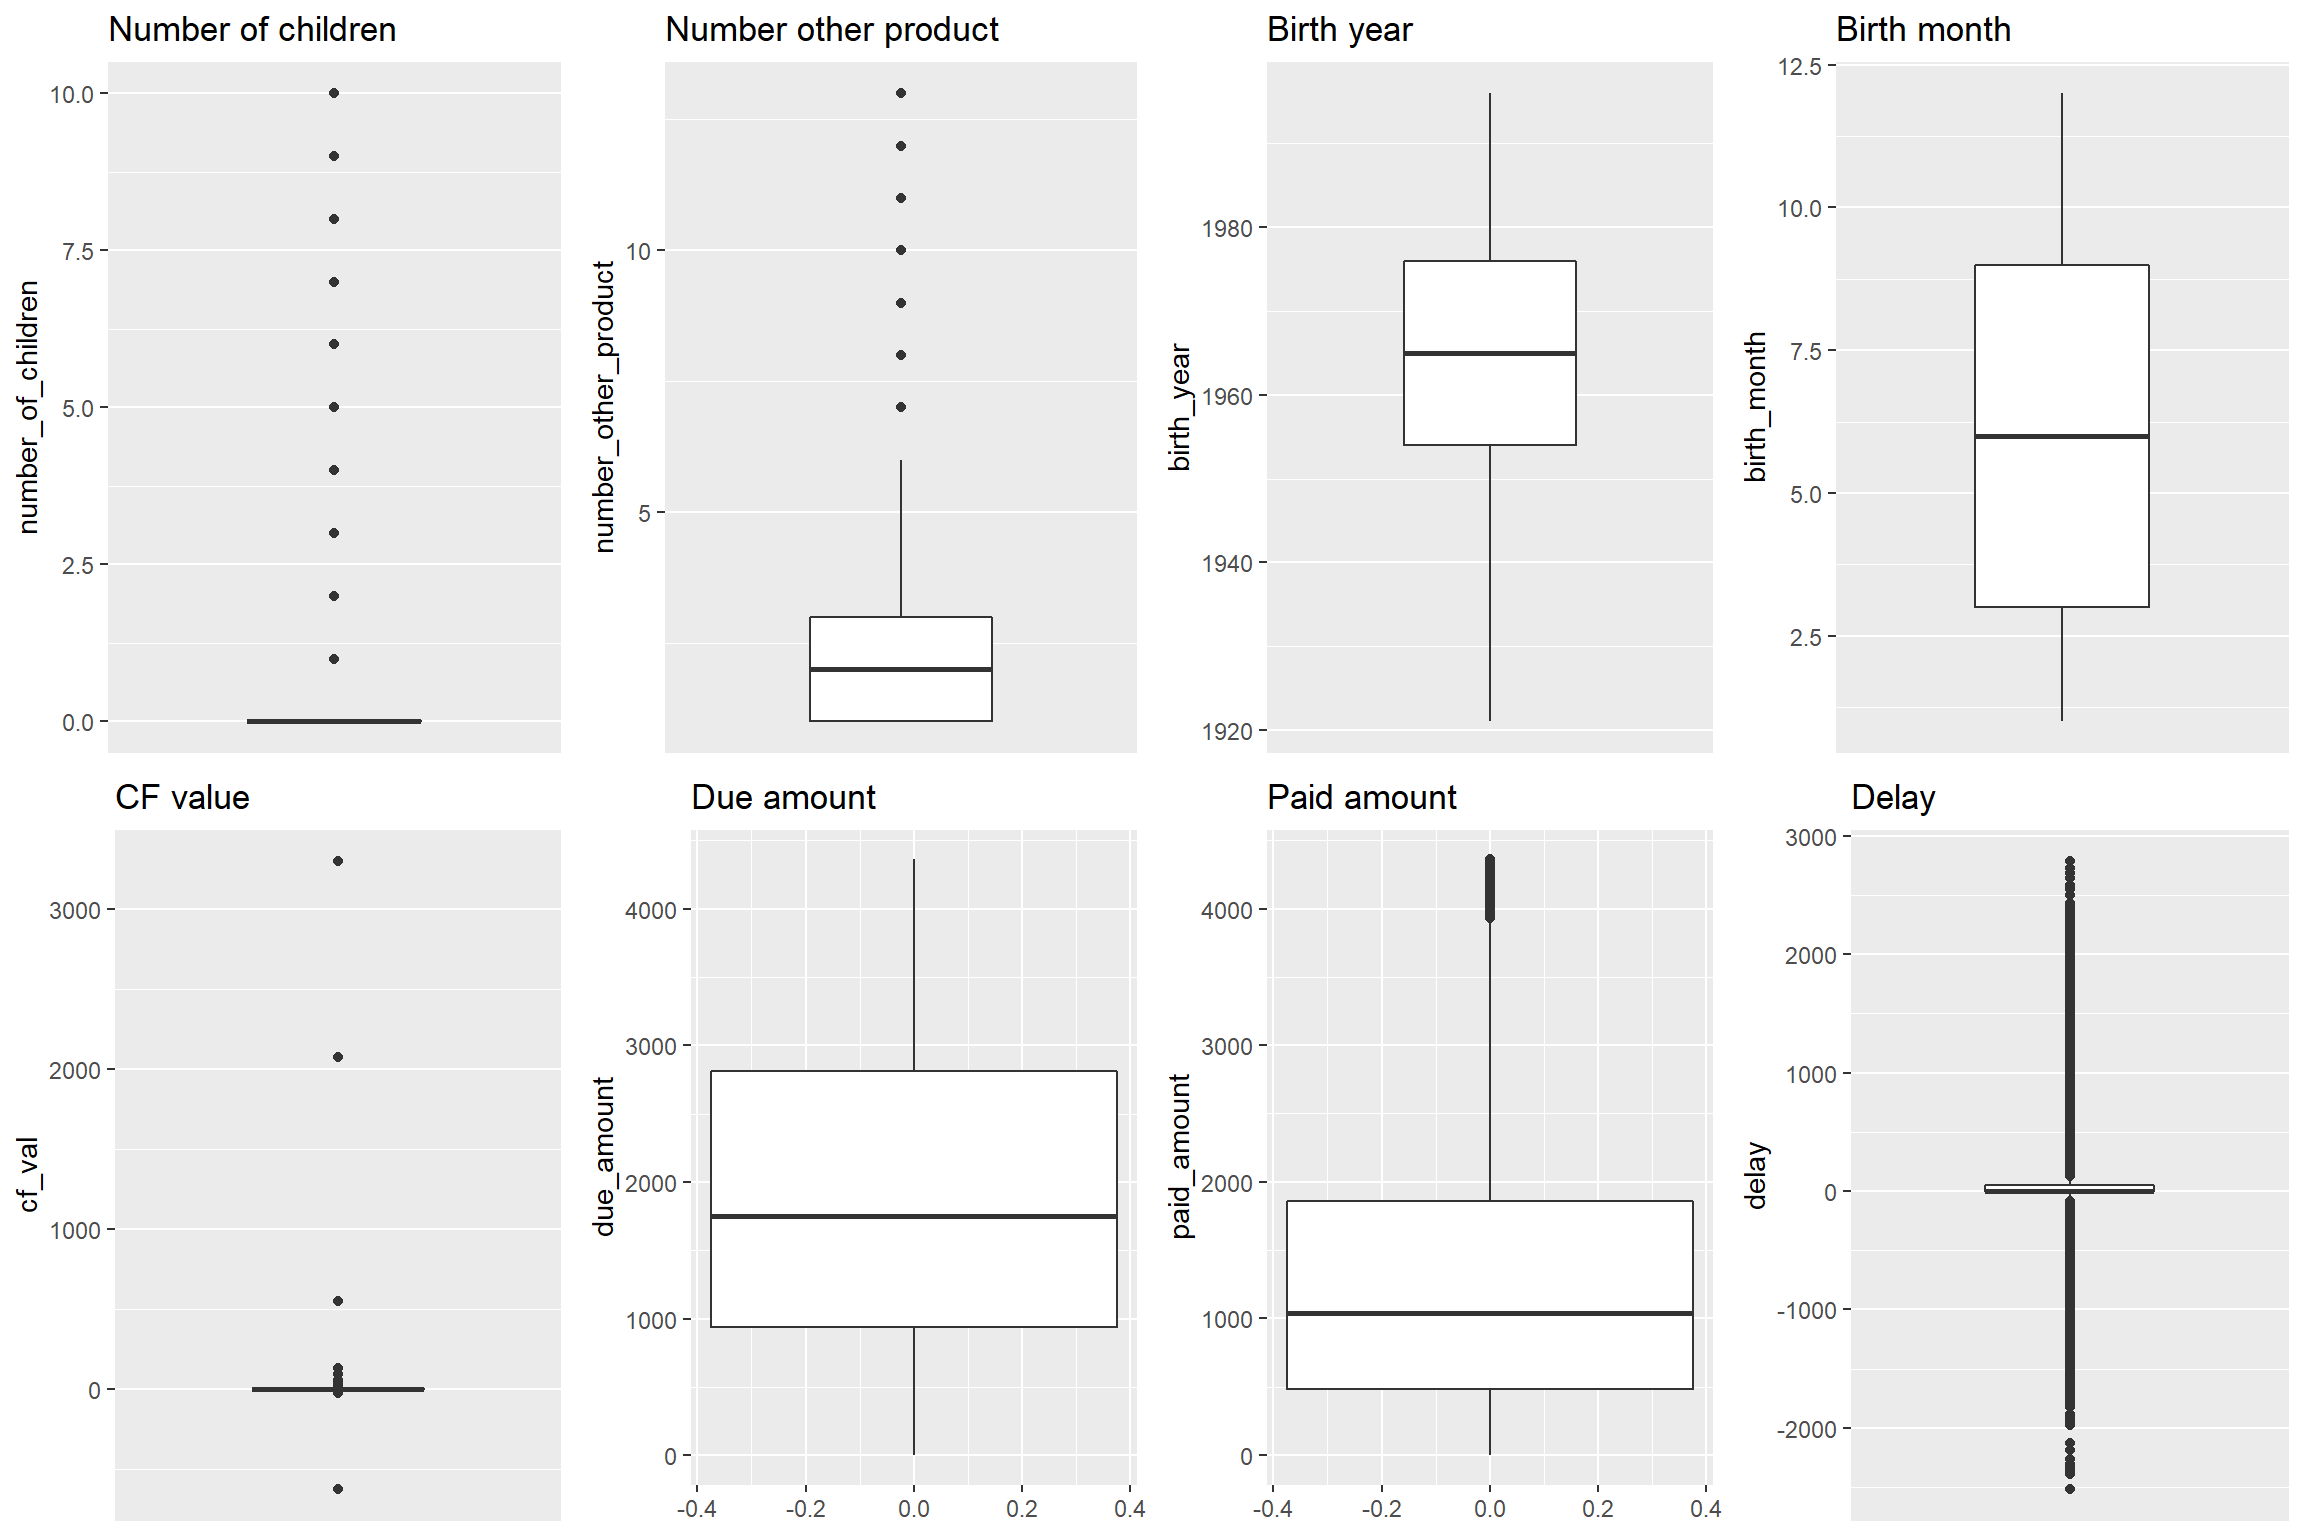 Number of children
number_of_children
10.0
7.5
5.0
2.5
0.0
Number other product
number_other_product
10
5
Birth year
birth_year
1980
1960
1940
1920
Birth month
birth_month
12.5
10.0
7.5
5.0
2.5
CF value
cf_val
3000
2000
1000
0
Due amount
due_amount
4000
3000
2000
1000
0
-0.4 -0.2 0.0 0.2 0.4
Paid amount
paid_amount
4000
3000
2000
1000
0
-0.4 -0.2 0.0 0.2 0.4
Delay
delay
3000
2000
1000
0
-1000
-2000